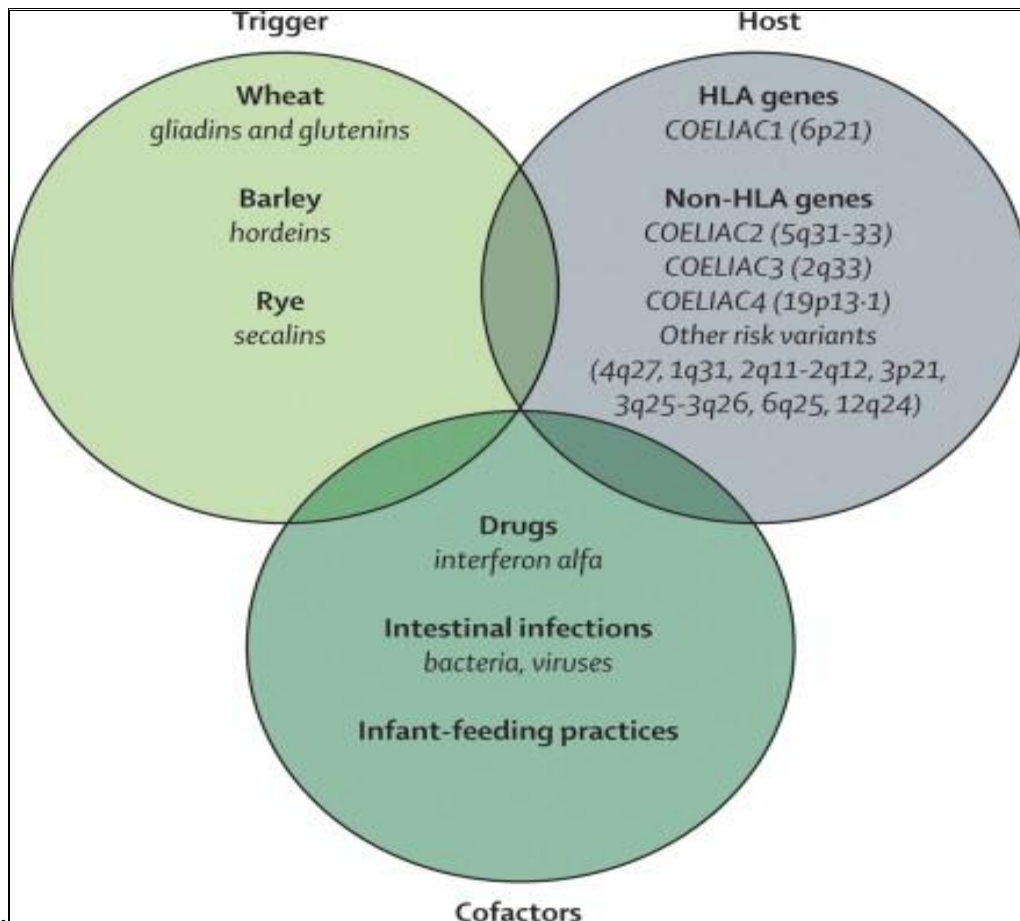 Trigger
Wheat
gliadins and glutenins
Barley
hordeins
Rye
secalins
Host
HLA genes
COELIAC1 (6p21)
Non-HLA genes
COELIAC2 (5q31-33)
COELIAC3 (2q33)
COELIAC4 (19p13·1)
Other risk variants
(4q27, 1q31, 2q11-2q12, 3p21,
3q25-3q26, 6q25, 12q24)
Drugs
interferon alfa
Intestinal infections
bacteria, viruses
Infant-feeding practices
Cofactors